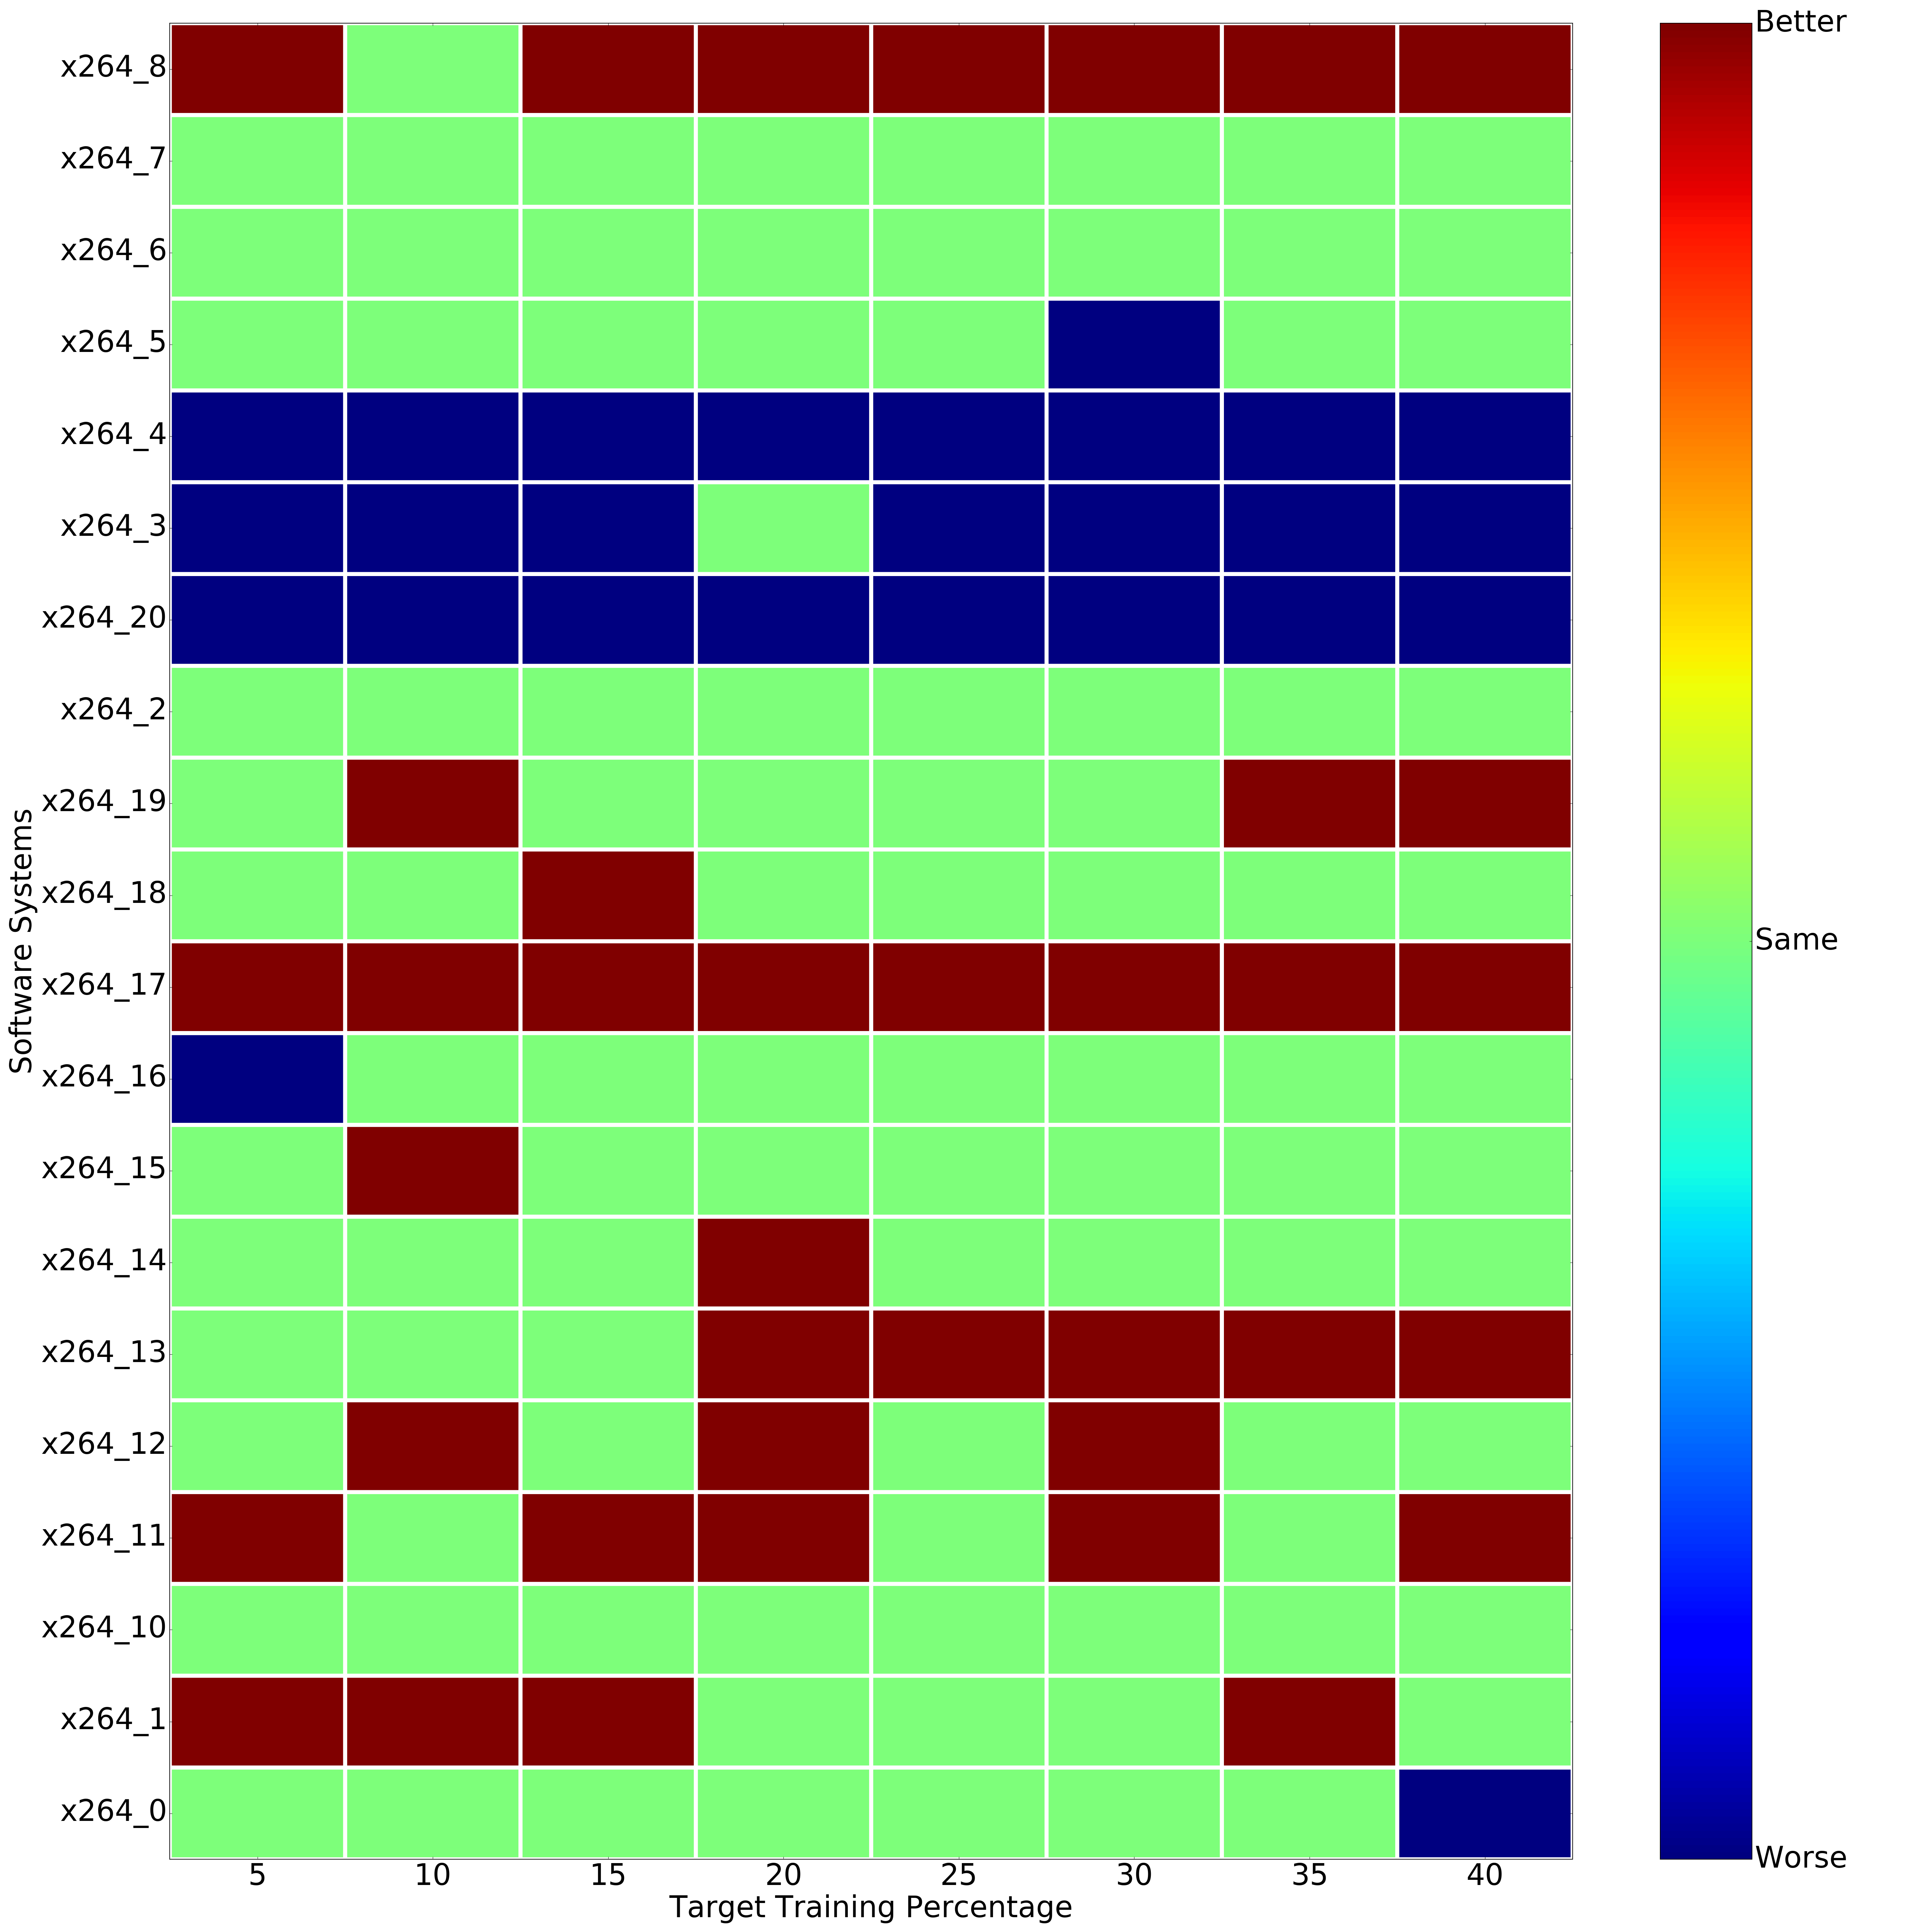 x264_8
x264_7
x264_6
x264_5
x264_4
x264_3
x264_20
x264_2
x264_19
x264_18
x264_17
x264_16
x264_15
x264_14
x264_13
x264_12
x264_11
x264_10
x264_1
x264_0
Software Systems
5 10 15 20 25 30 35 40
Target Training Percentage
Better
Same
Worse